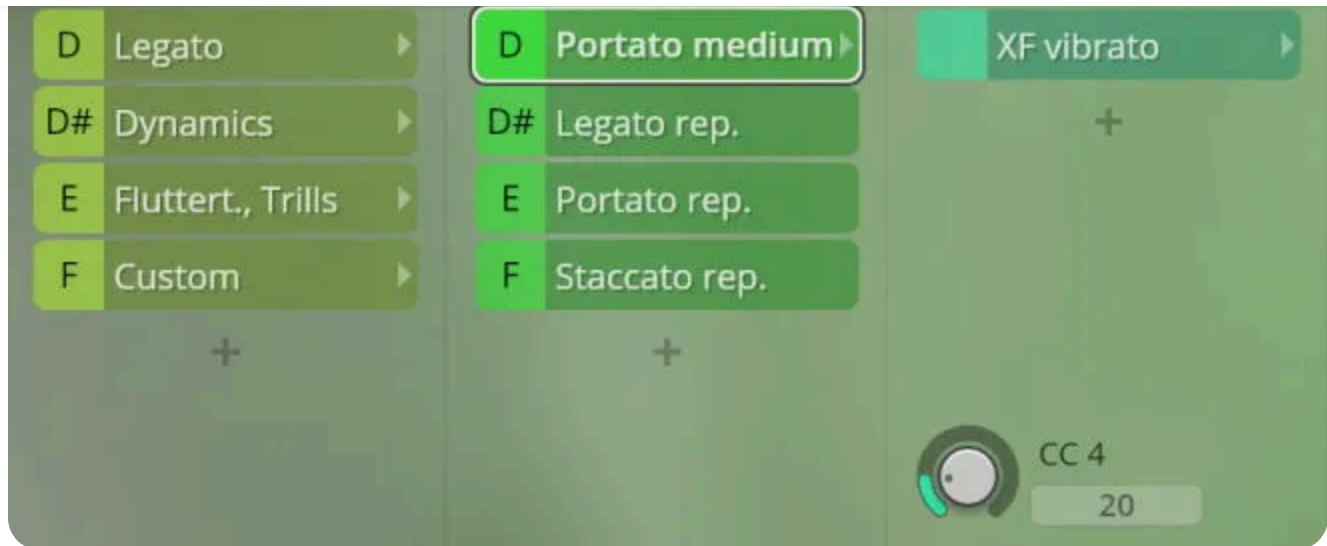 D Legato
D# Dynamics
E Fluttert., Trills
F Custom
+
D Portato medium
D# Legato rep.
E Portato rep.
F Staccato rep.
+
XF vibrato
+
CC 4
20